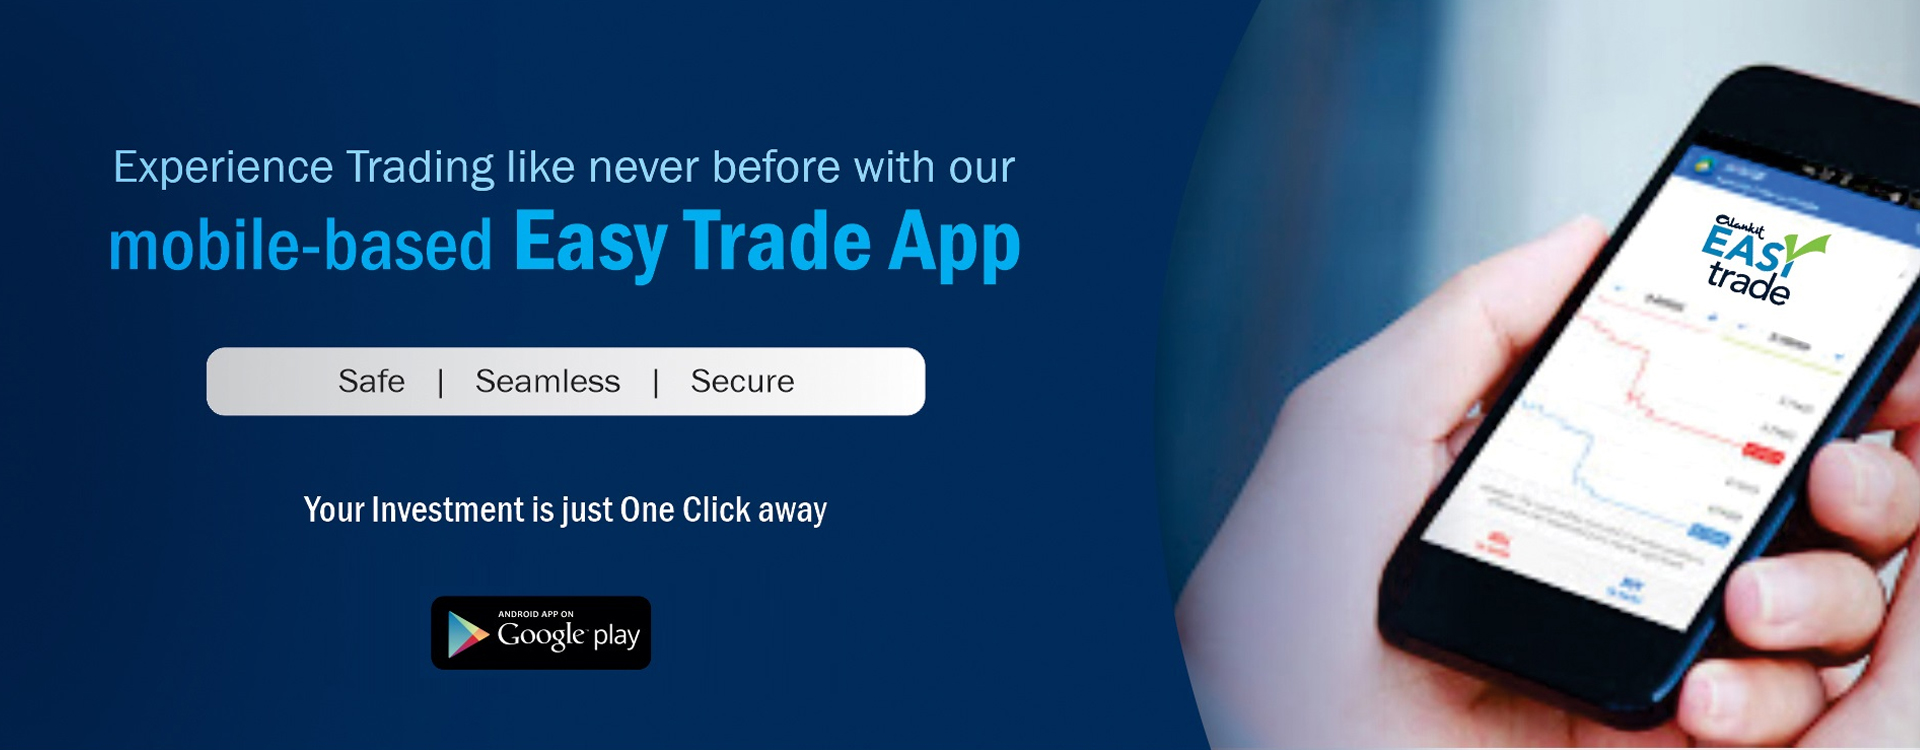 Experience Trading like never before with our
mobile-based Easy Trade App
Safe | Seamless | Secure
Your Investment is just One Click away
ANDROID APP ON
Google play
alankit
EASY
trade